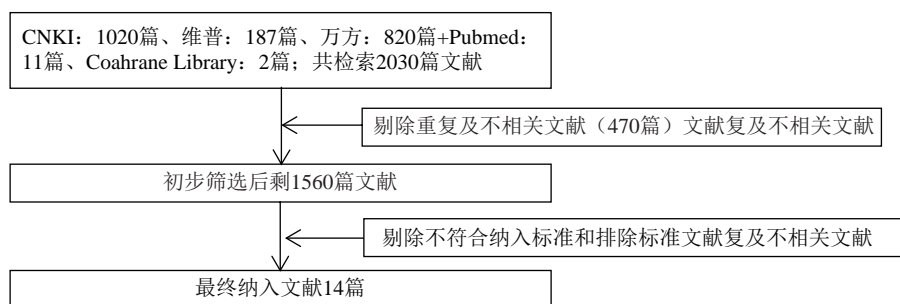 CNKI：1020篇、维普：187篇、万方：820篇+Pubmed：
11篇、Coahrane Library：2篇；共检索2030篇文献
剔除重复及不相关文献（470篇）文献复及不相关文献
初步筛选后剩1560篇文献
剔除不符合纳入标准和排除标准文献复及不相关文献
最终纳入文献14篇